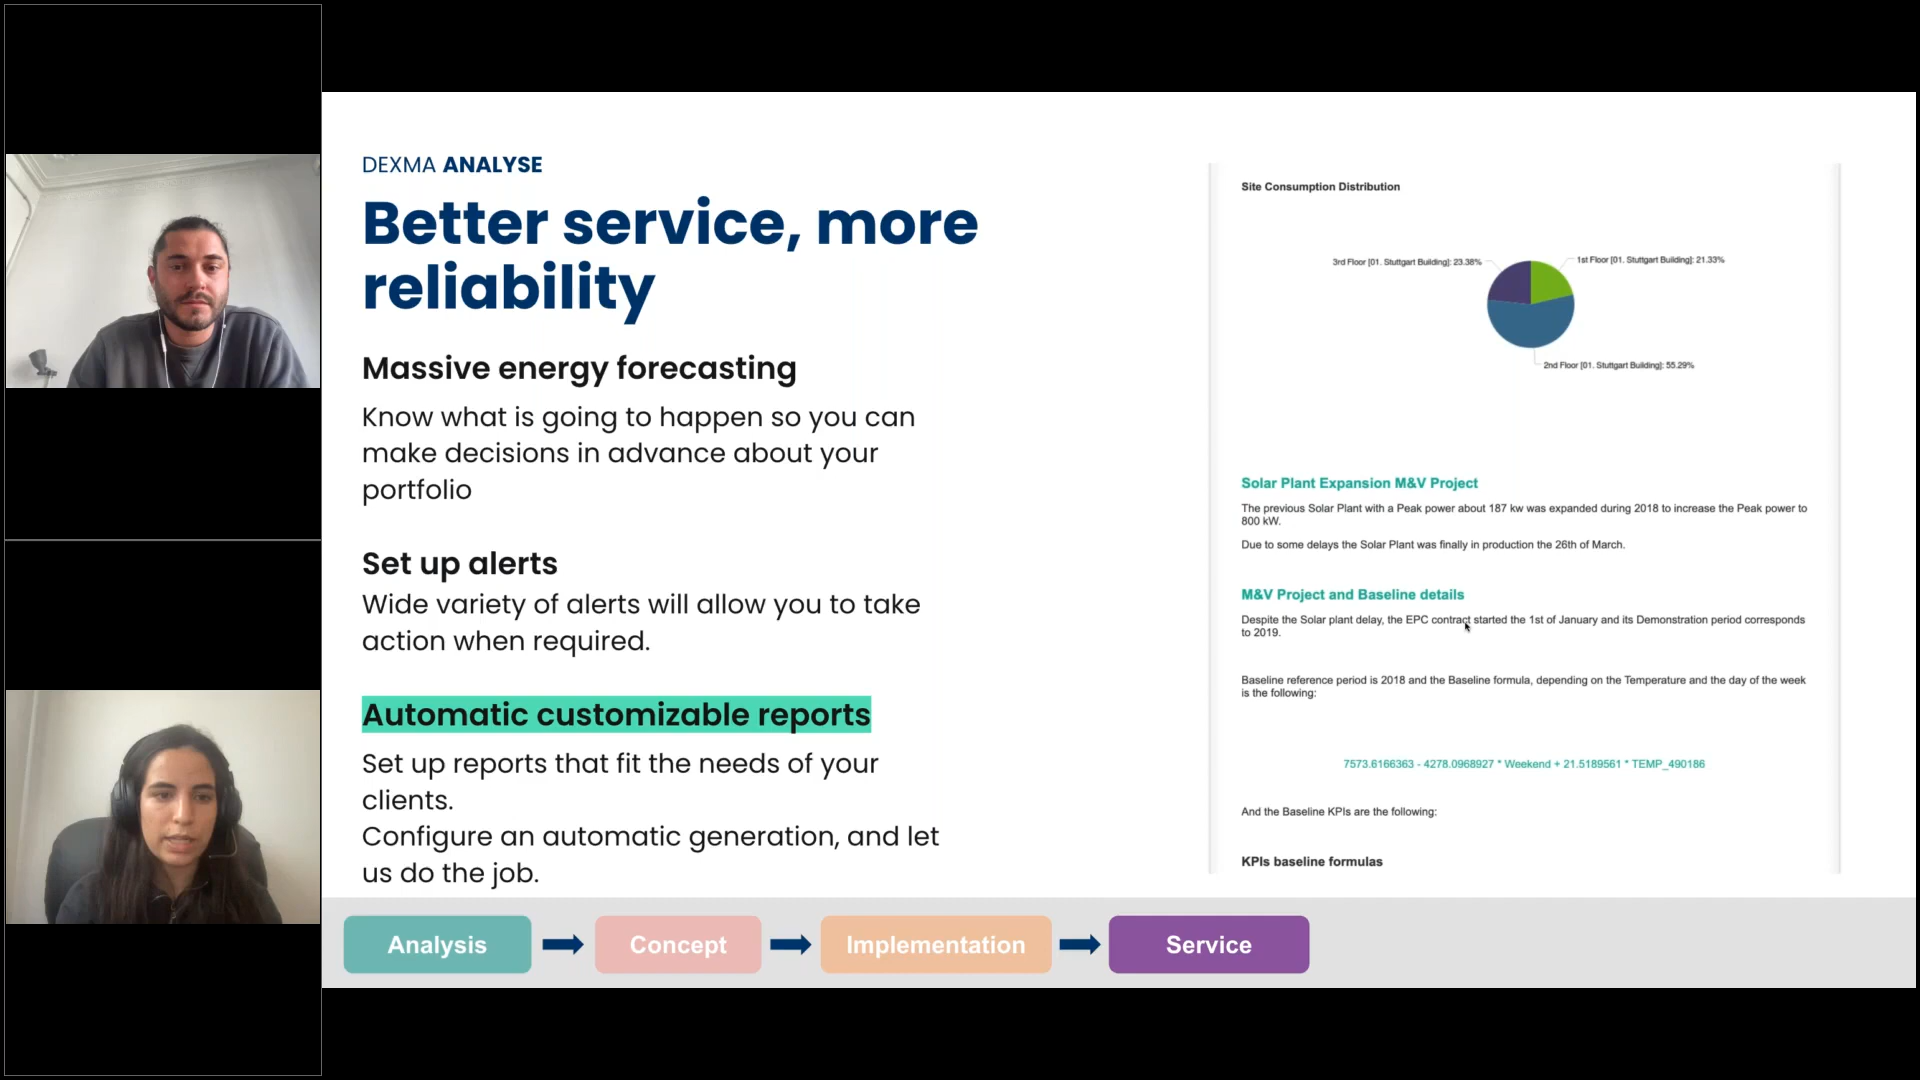 DEXMA ANALYSE
Better service, more
reliability
Massive energy forecasting
Know what is going to happen so you can
make decisions in advance about your
portfolio
Set up alerts
Wide variety of alerts will allow you to take
action when required.
Automatic customizable reports
Set up reports that fit the needs of your
clients.
Configure an automatic generation, and let
us do the job.
Site Consumption Distribution
3rd Floor [01. Stuttgart Building]: 23.38%
1st Floor [01. Stuttgart Building]: 21.33%
2nd Floor [01. Stuttgart Building]: 55.29%
Solar Plant Expansion M&V Project
The previous Solar Plant with a Peak power about 187 kw was expanded during 2018 to increase the Peak power to
800 kW.
Due to some delays the Solar Plant was finally in production the 26th of March.
M&V Project and Baseline details
Despite the Solar plant delay, the EPC contract started the 1st of January and its Demonstration period corresponds
to 2019.
Baseline reference period is 2018 and the Baseline formula, depending on the Temperature and the day of the week
is the following:
7573.6166363 - 4278.0968927 * Weekend + 21.5189561 * TEMP_490186
And the Baseline KPIs are the following:
KPIs baseline formulas
Analysis
Concept
Implementation
Service